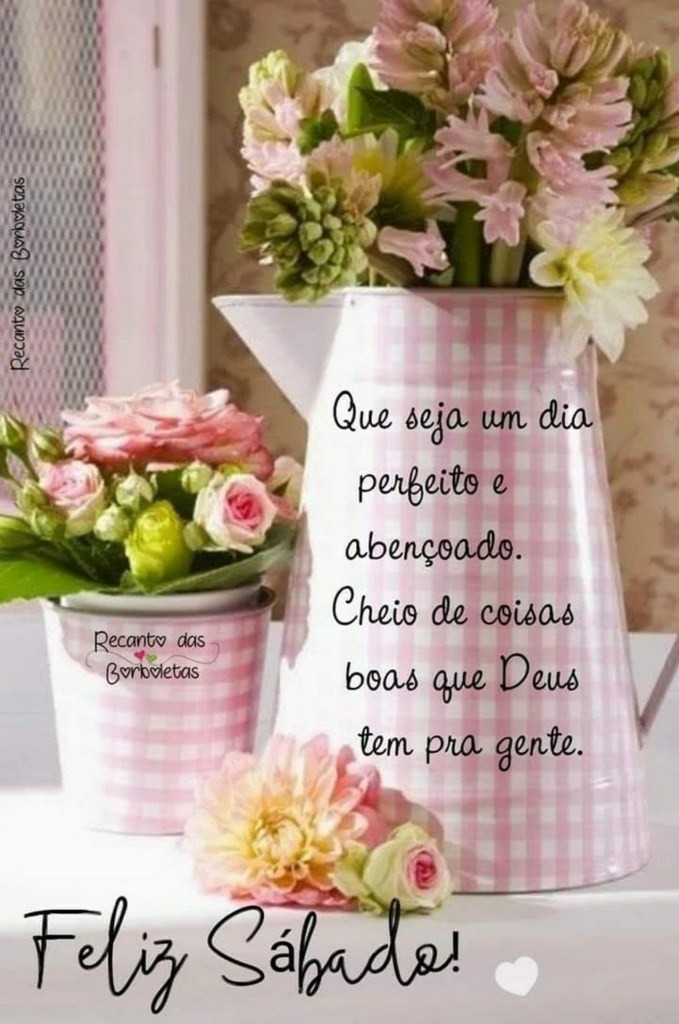 Recanto das Borboletas
Que seja um dia
perfeito e
abençoado.
Cheio de coisas
boas que Deus
tem pra gente.
Recanto das
Borboletas
Feliz Sábado!